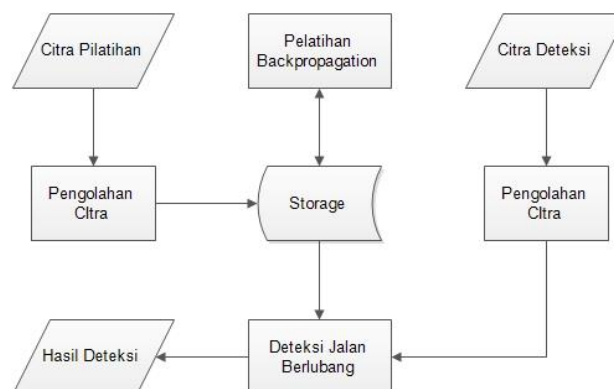 Citra Pilatihan
Pelatihan
Backpropagation
Citra Deteksi
Pengolahan
CItra
Storage
Pengolahan
CItra
Hasil Deteksi
Deteksi Jalan
Berlubang